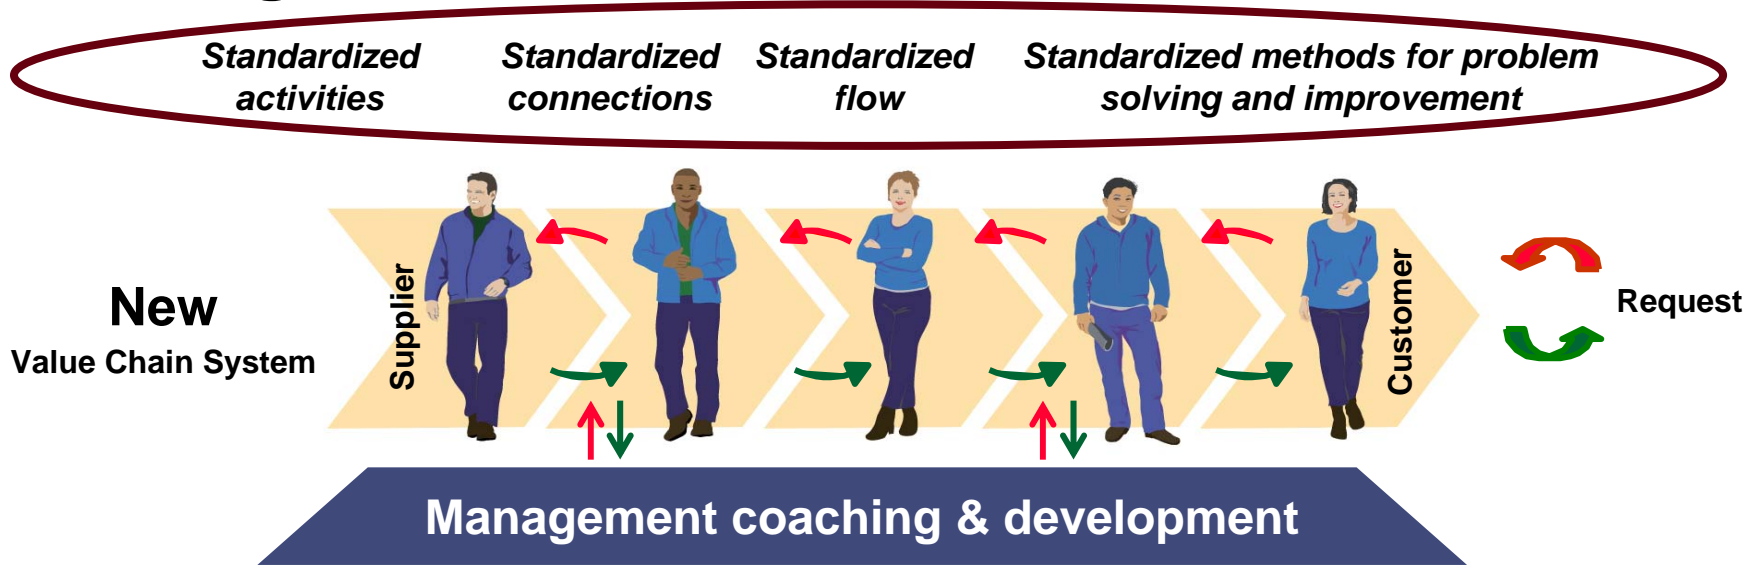 Standardized activities
Standardized connections
Standardized flow
Standardized methods for problem solving and improvement
New
Value Chain System
Supplier
Customer
Request
Management coaching & development